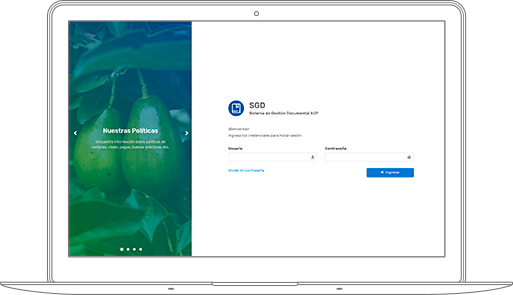 Nuestras Políticas
Encuentra información sobre políticas de
compras, viajes, pagos, buenas prácticas, etc.
SGD
Sistema de Gestión Documental ACP
¡Bienvenido!
Ingresa tus credenciales para iniciar sesión.
Usuario
Contraseña
Olvidé mi contraseña
Ingresar